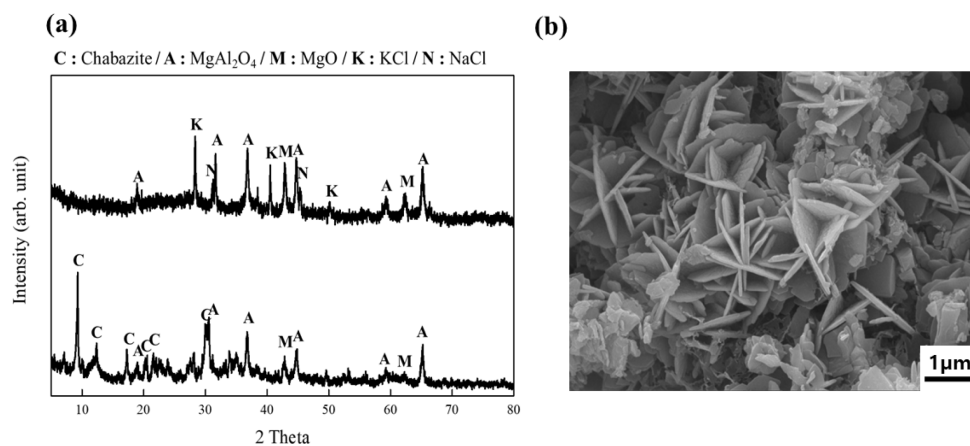 (a)
C : Chabazite / A : MgAl₂O₄ / M : MgO / K : KCl / N : NaCl
Intensity (arb. unit)
A K N A A K M A N K A M A
C C C A C C C A A M A A M A
10 20 30 40 50 60 70 80
2 Theta
(b)
1μm